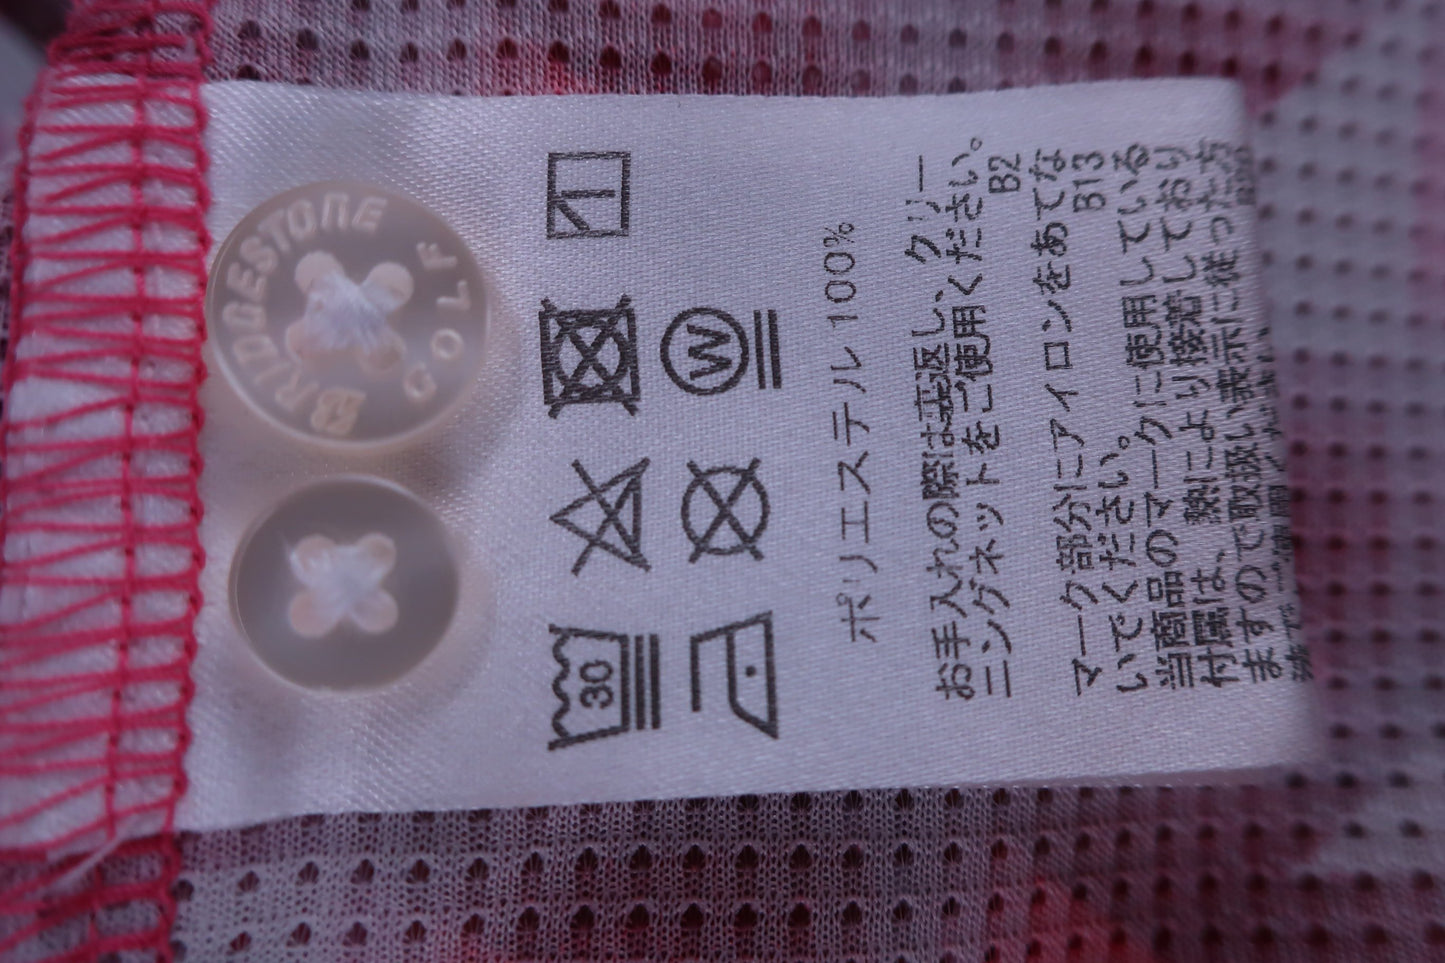 BRIDGESTONE
GOLF
30
W
ポリエステル 100%
お手入れの際は裏返し、クリー
ニングネットをご使用ください。
B2
マーク部分にアイロンをあてな
いでください。
B13
当商品のマークに使用している
付属は、熱により接着しており
ますので取扱い表示に従ったお